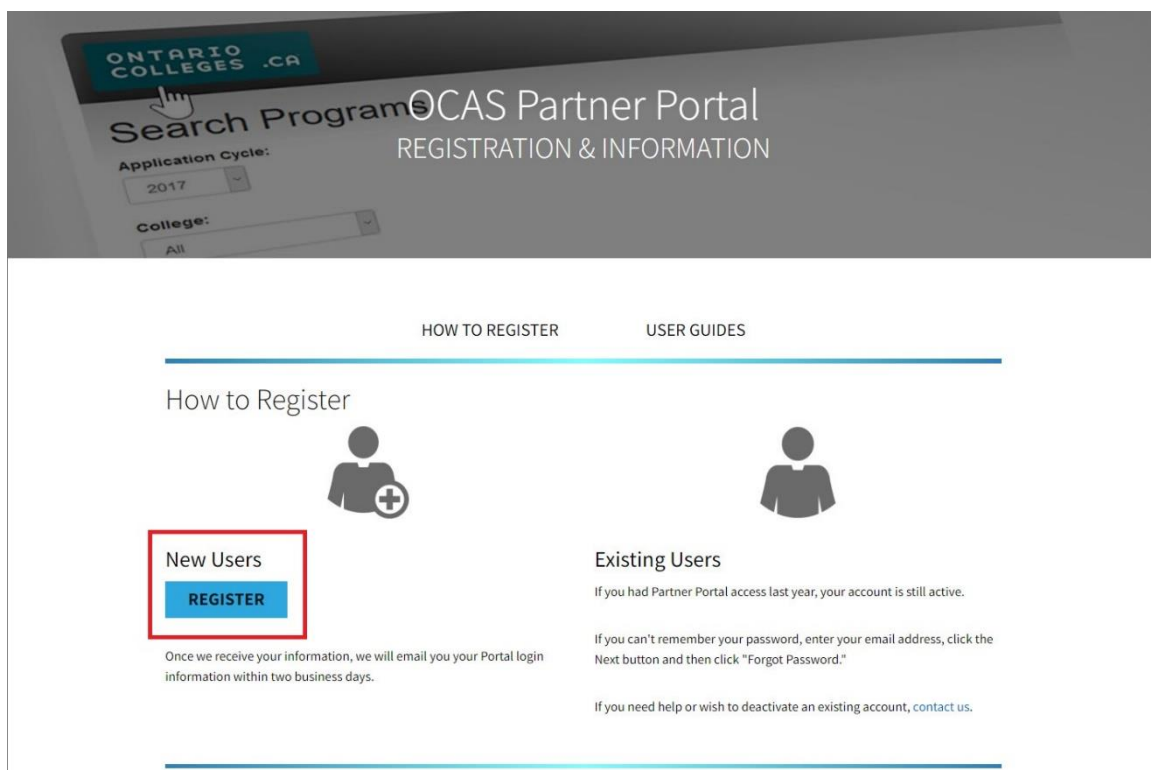 ONTARIO
COLLEGES .CA
Search Programs
Application Cycle:
2017
College:
All
OCAS Partner Portal
REGISTRATION & INFORMATION
HOW TO REGISTER
USER GUIDES
How to Register
New Users
REGISTER
Once we receive your information, we will email you your Portal login
information within two business days.
Existing Users
If you had Partner Portal access last year, your account is still active.
If you can't remember your password, enter your email address, click the
Next button and then click "Forgot Password."
If you need help or wish to deactivate an existing account, contact us.